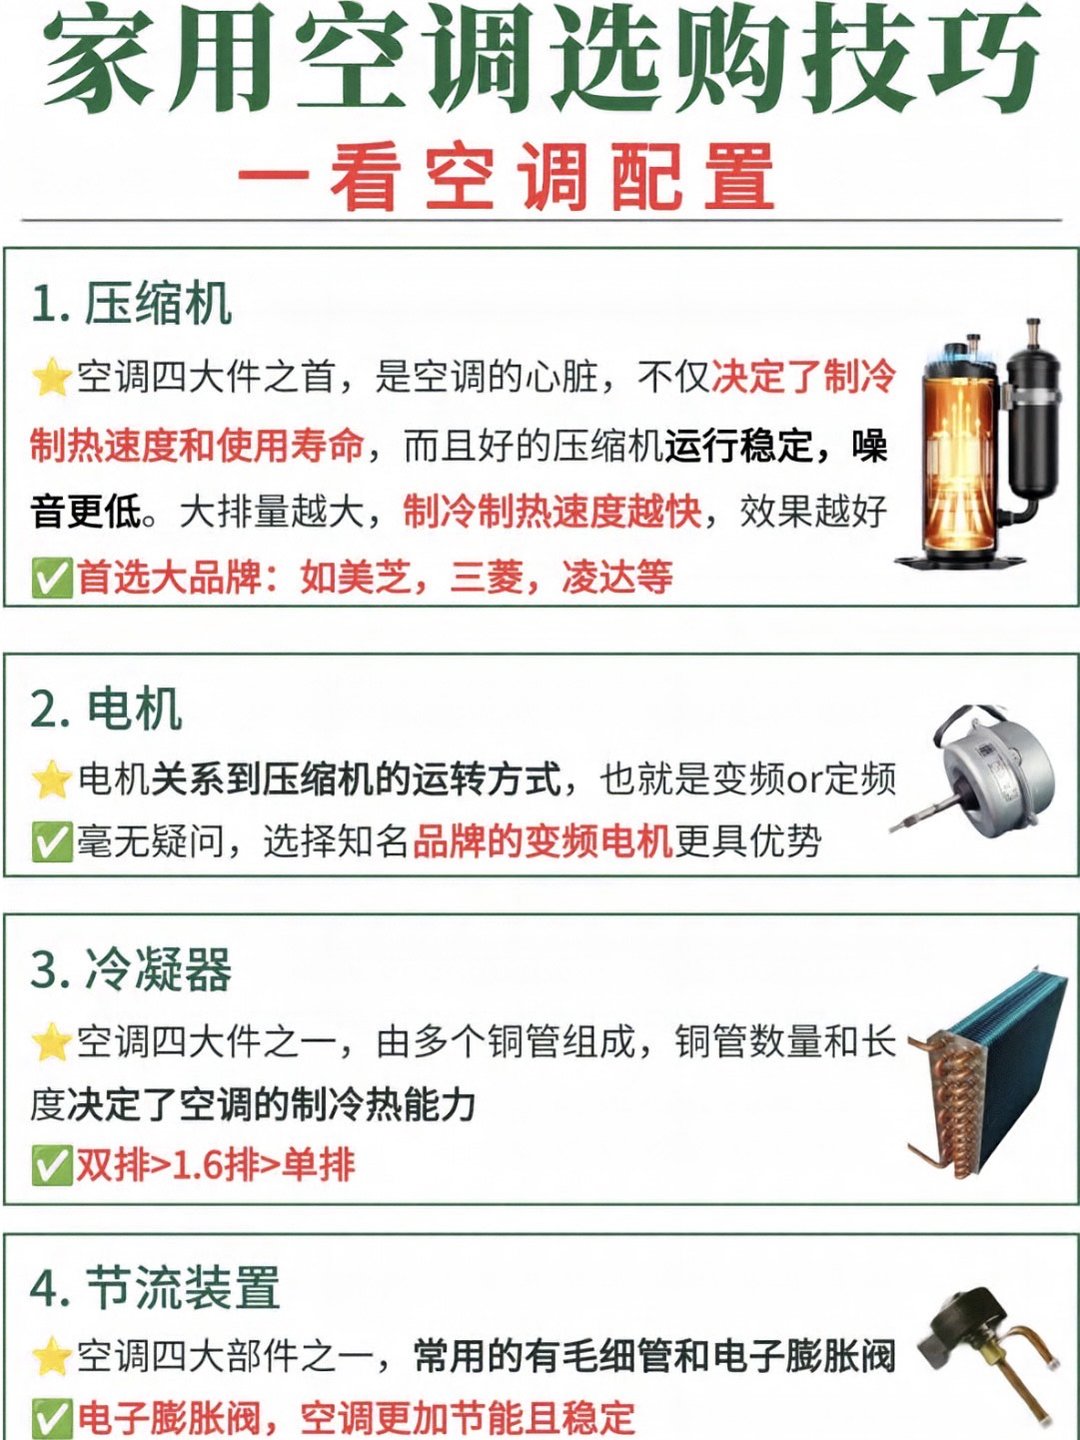 家用空调选购技巧
一看空调配置
1. 压缩机
⭐空调四大件之首，是空调的心脏，不仅决定了制冷
制热速度和使用寿命，而且好的压缩机运行稳定，噪
音更低。大排量越大，制冷制热速度越快，效果越好
✅首选大品牌：如美芝，三菱，凌达等
2. 电机
⭐电机关系到压缩机的运转方式，也就是变频or定频
✅毫无疑问，选择知名品牌的变频电机更具优势
3. 冷凝器
⭐空调四大件之一，由多个铜管组成，铜管数量和长
度决定了空调的制冷热能力
✅双排>1.6排>单排
4. 节流装置
⭐空调四大部件之一，常用的有毛细管和电子膨胀阀
✅电子膨胀阀，空调更加节能且稳定